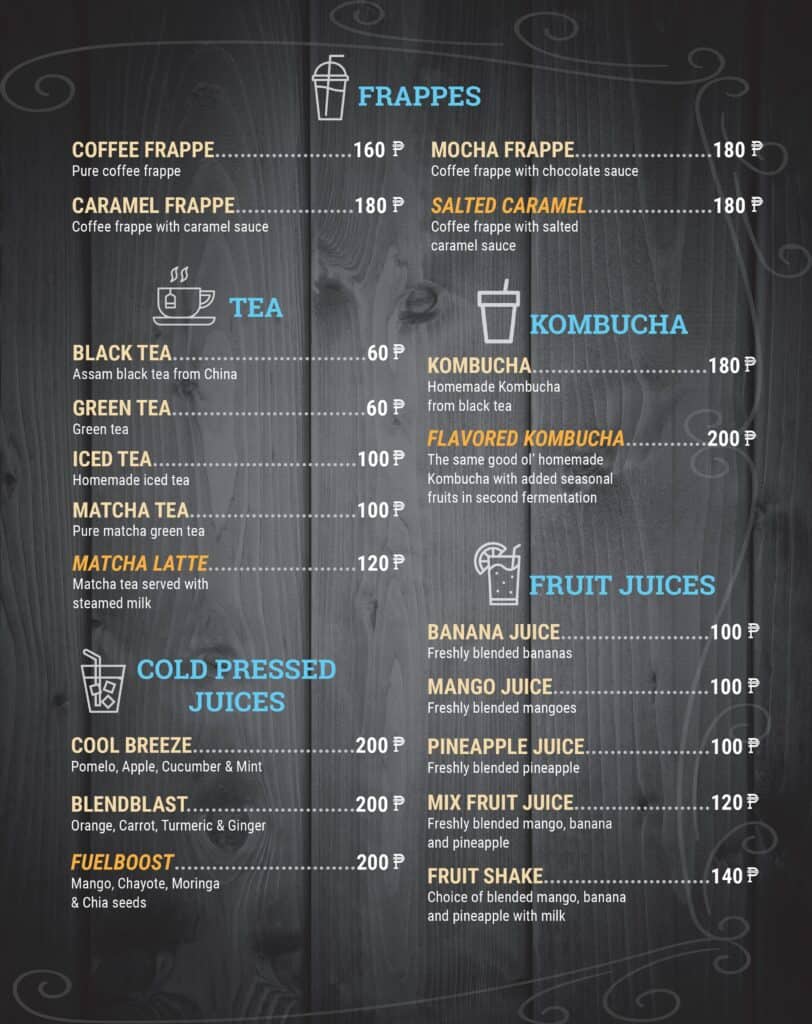 FRAPPES
COFFEE FRAPPE.......................160 ₱
Pure coffee frappe
CARAMEL FRAPPE....................180 ₱
Coffee frappe with caramel sauce
MOCHA FRAPPE.......................180 ₱
Coffee frappe with chocolate sauce
SALTED CARAMEL.....................180 ₱
Coffee frappe with salted
caramel sauce
TEA
BLACK TEA................................60 ₱
Assam black tea from China
GREEN TEA................................60 ₱
Green tea
ICED TEA..................................100 ₱
Homemade iced tea
MATCHA TEA............................100 ₱
Pure matcha green tea
MATCHA LATTE........................120 ₱
Matcha tea served with
steamed milk
KOMBUCHA
KOMBUCHA.............................180 ₱
Homemade Kombucha
from black tea
FLAVORED KOMBUCHA.............200 ₱
The same good ol' homemade
Kombucha with added seasonal
fruits in second fermentation
COLD PRESSED
JUICES
COOL BREEZE...........................200 ₱
Pomelo, Apple, Cucumber & Mint
BLENDBLAST............................200 ₱
Orange, Carrot, Turmeric & Ginger
FUELBOOST..............................200 ₱
Mango, Chayote, Moringa
& Chia seeds
FRUIT JUICES
BANANA JUICE.........................100 ₱
Freshly blended bananas
MANGO JUICE..........................100 ₱
Freshly blended mangoes
PINEAPPLE JUICE.....................100 ₱
Freshly blended pineapple
MIX FRUIT JUICE.......................120 ₱
Freshly blended mango, banana
and pineapple
FRUIT SHAKE............................140 ₱
Choice of blended mango, banana
and pineapple with milk